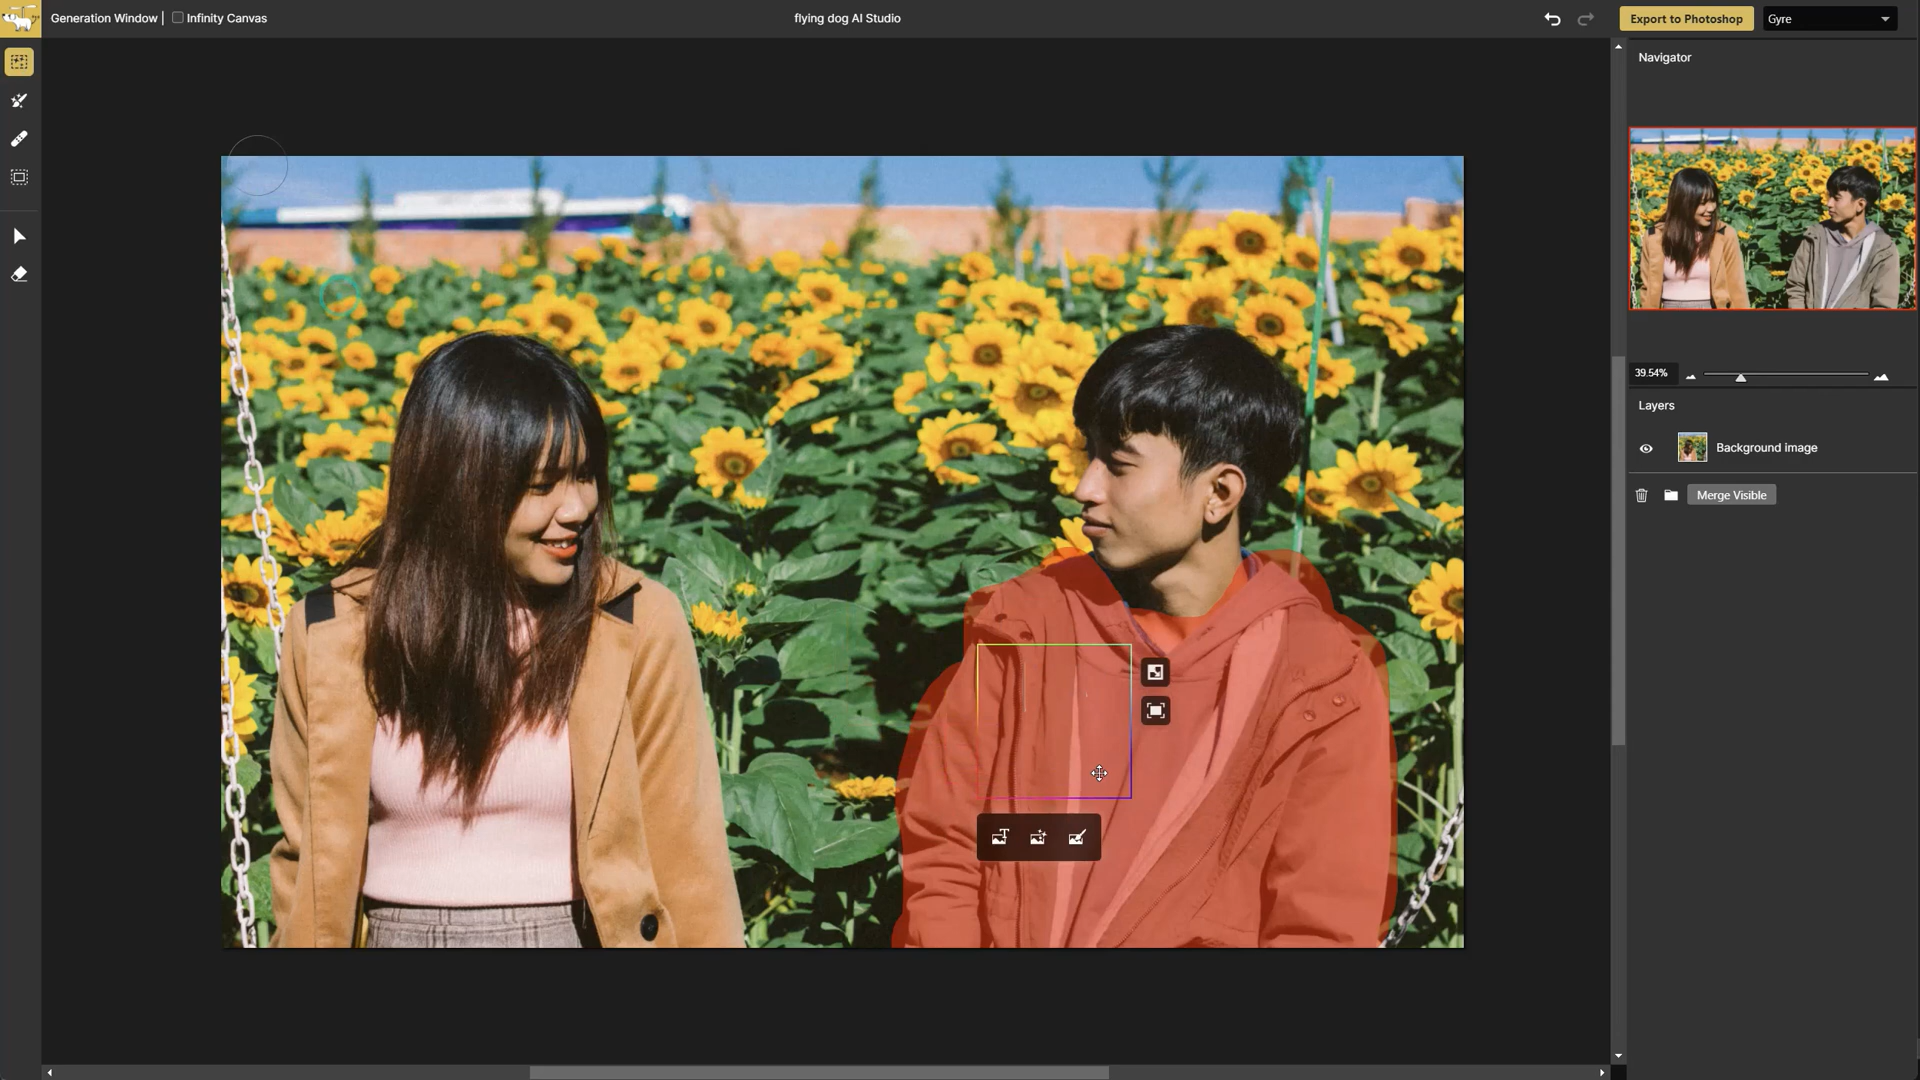 Generation Window
Infinity Canvas
flying dog AI Studio
Export to Photoshop
Gyre
Navigator
39.54%
Layers
Background image
Merge Visible